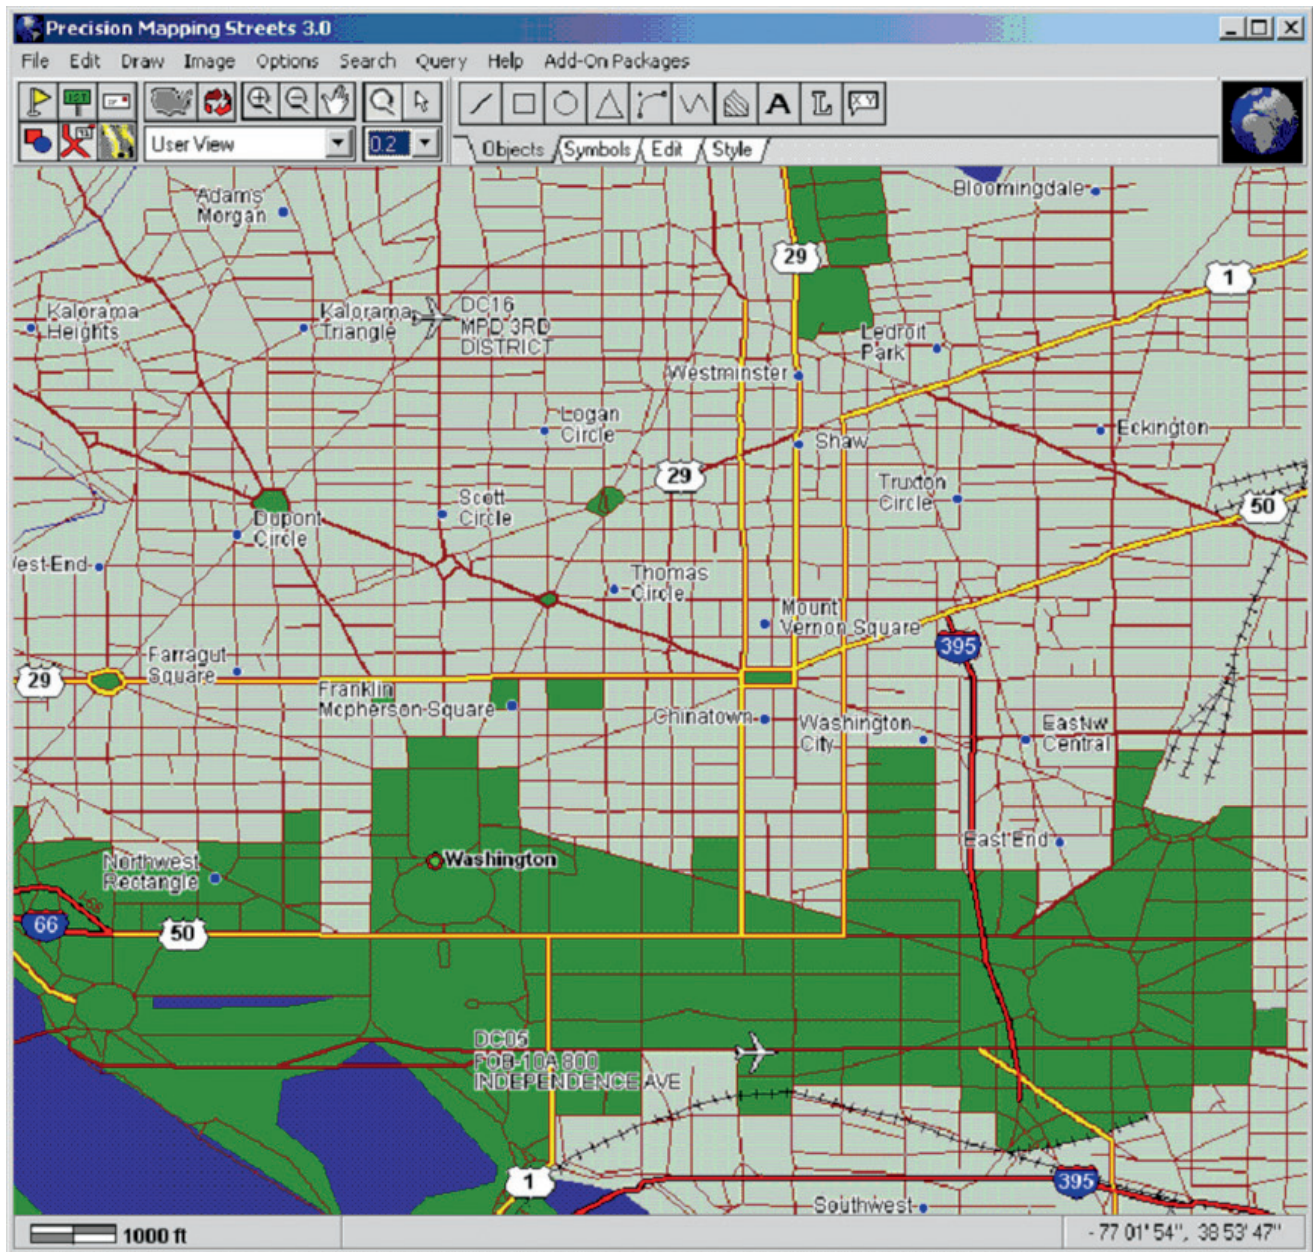 Precision Mapping Streets 3.0
File Edit Draw Image Options Search Query Help Add-On Packages
User View
0.2
Objects Symbols Edit Style
A
L
X Y
Adams
Morgan
Bloomingdale
29
1
Kalorama
Heights
Kalorama
Triangle
DC16
MPD 3RD
DISTRICT
Ledroit
Park
Westminster
Logan
Circle
Eckington
Shaw
29
Truxton
Circle
Scott
Circle
50
Dupont
Circle
West End
Thomas
Circle
Mount
Vernon Square
395
Farragut
Square
29
Franklin
Mcpherson Square
Chinatown
Washington
City
East Nw
Central
East End
Washington
Northwest
Rectangle
66
50
DC05
FOB-10A 800
INDEPENDENCE AVE
1
395
Southwest
1000 ft
- 77 01'54", 38 53'47"